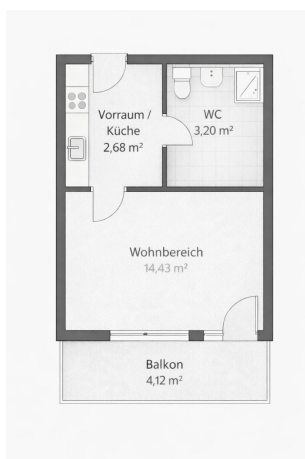 Vorraum /
Küche
2,68 m²
WC
3,20 m²
Wohnbereich
14,43 m²
Balkon
4,12 m²